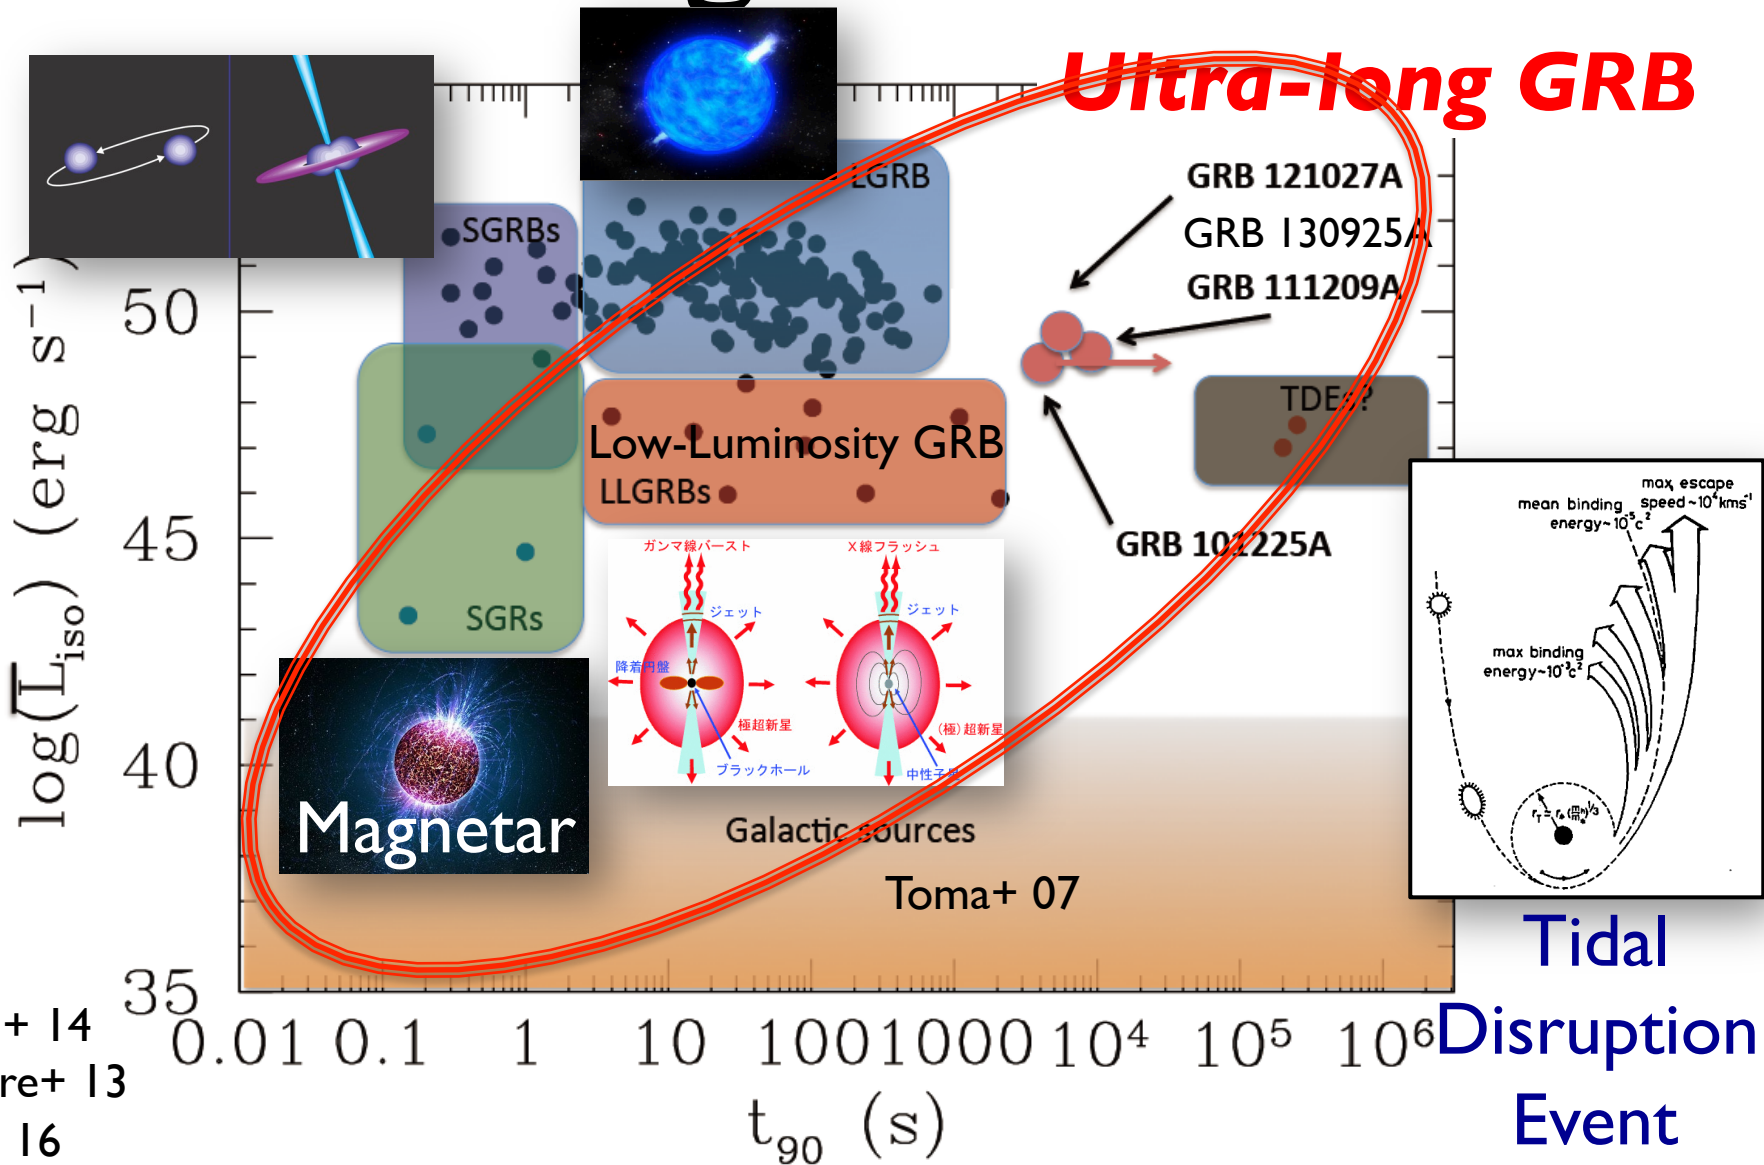 Ultra-long GRB
LGRB
SGRBs
GRB 121027A
GRB 130925A
GRB 111209A
TDEs?
Low-Luminosity GRB
LLGRBs
GRB 101225A
SGRs
ガンマ線バースト
X線フラッシュ
ジェット
ジェット
降着円盤
極超新星
(極)超新星
ブラックホール
中性子星
max escape
speed~10⁴kms⁻¹
mean binding
energy~10⁻⁵c²
max binding
energy~10⁻³c²
Magnetar
Galactic sources
Toma+ 07
Tidal
Disruption
Event
log(L̅iso) (erg s⁻¹)
50
45
40
35
0.01 0.1 1 10 100 1000 10⁴ 10⁵ 10⁶
t₉₀ (s)
+ 14
re+ 13
16